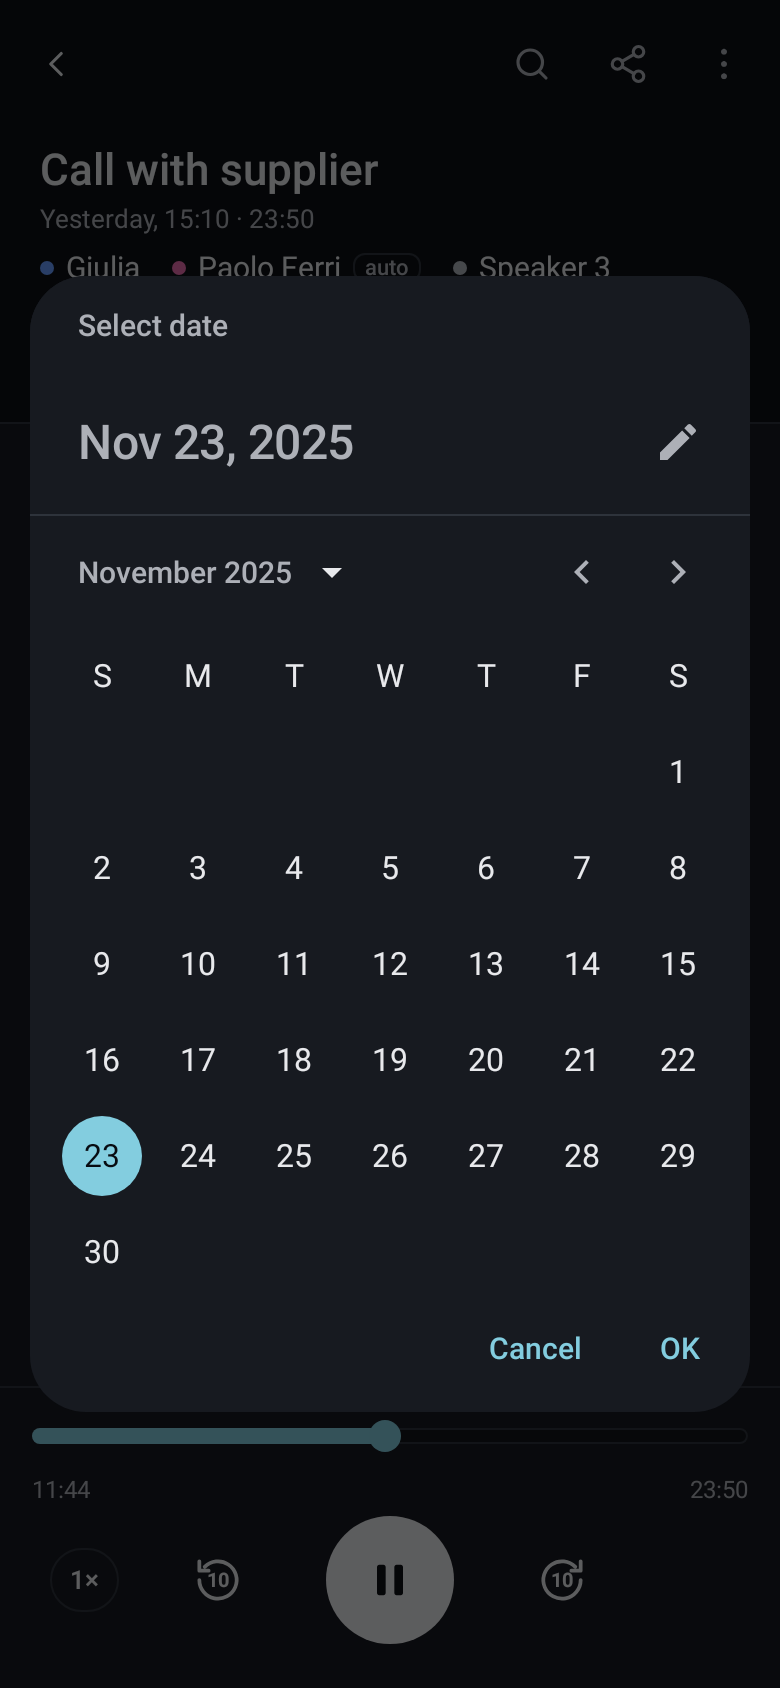 Call with supplier
Yesterday, 15:10 · 23:50
Giulia Paolo Ferri auto Speaker 3
Select date
Nov 23, 2025
November 2025
S M T W T F S
1
2 3 4 5 6 7 8
9 10 11 12 13 14 15
16 17 18 19 20 21 22
23 24 25 26 27 28 29
30
Cancel OK
11:44 23:50
1× 10 10